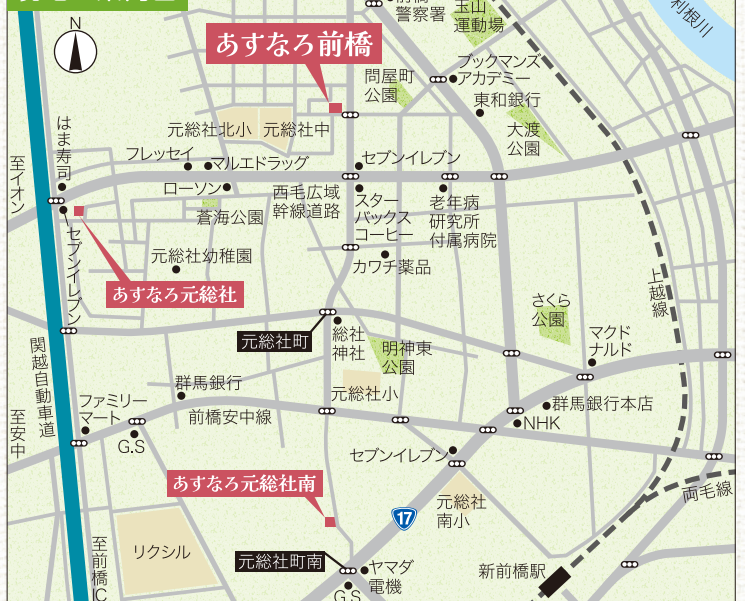 N
警察署
玉山
運動場
利根川
あすなろ前橋
問屋町
公園
ブックマンズ
アカデミー
東和銀行
大渡
公園
元総社北小
元総社中
はま寿司
至イオン
フレッセイ
マルエドラッグ
セブンイレブン
ローソン
蒼海公園
西毛広域
幹線道路
スター
バックス
コーヒー
老年病
研究所
付属病院
セブンイレブン
元総社幼稚園
カワチ薬品
あすなろ元総社
上越線
さくら
公園
元総社町
総社
神社
明神東
公園
マクド
ナルド
関越自動車道
群馬銀行
元総社小
ファミリー
マート
前橋安中線
群馬銀行本店
NHK
至安中
G.S
セブンイレブン
あすなろ元総社南
17
元総社
南小
両毛線
リクシル
至前橋IC
元総社町南
ヤマダ
電機
新前橋駅
G.S